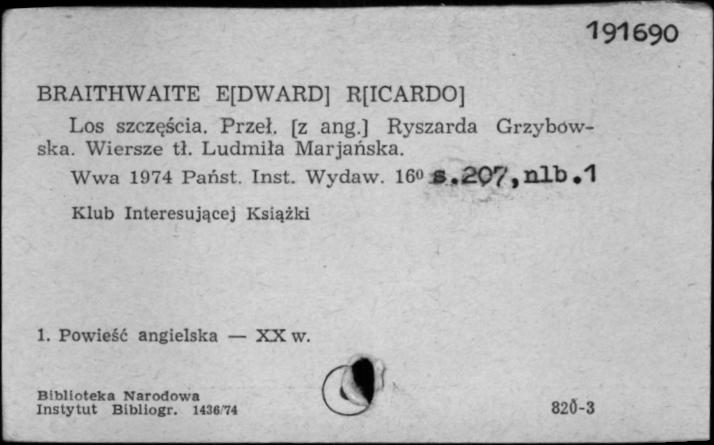 191690
BRAITHWAITE E[DWARD] R[ICARDO]
Los szczęścia. Przeł. [z ang.] Ryszarda Grzybow-
ska. Wiersze tł. Ludmiła Marjańska.
Wwa 1974 Państ. Inst. Wydaw. 16⁰ s.207,nlb.1
Klub Interesującej Książki
1. Powieść angielska — XX w.
Biblioteka Narodowa
Instytut Bibliogr. 1436/74
820-3